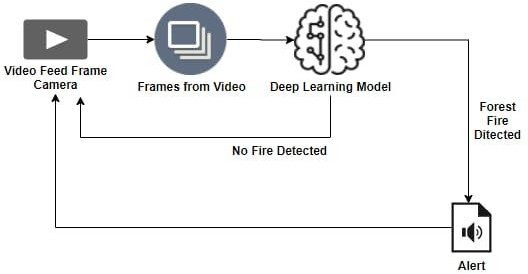 Video Feed Frame
Camera
Frames from Video
Deep Learning Model
No Fire Detected
Forest
Fire
Ditected
Alert